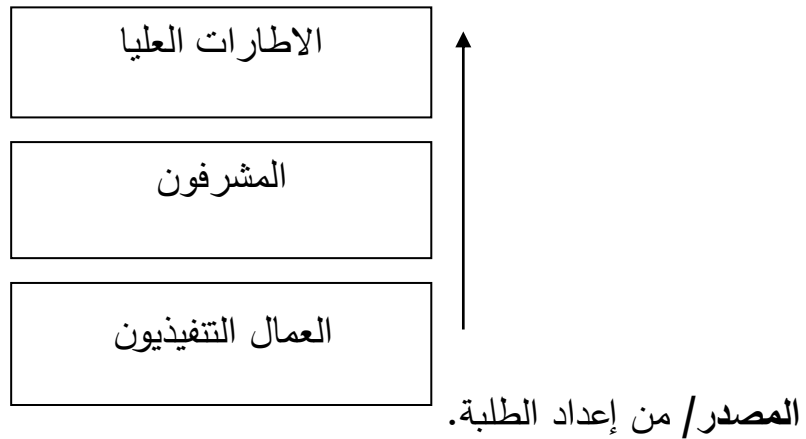 الاطارات العليا
المشرفون
العمال التنفيذيون
المصدر/ من إعداد الطلبة.